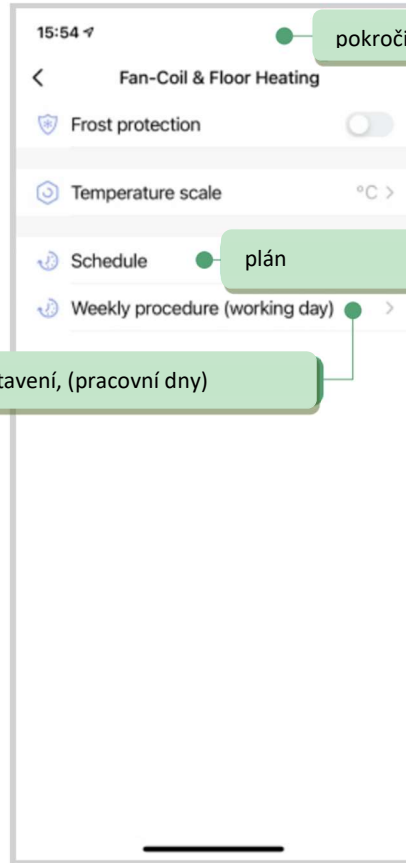 15:54
pokroči
Fan-Coil & Floor Heating
Frost protection
Temperature scale °C >
Schedule plán
Weekly procedure (working day) >
tavení, (pracovní dny)